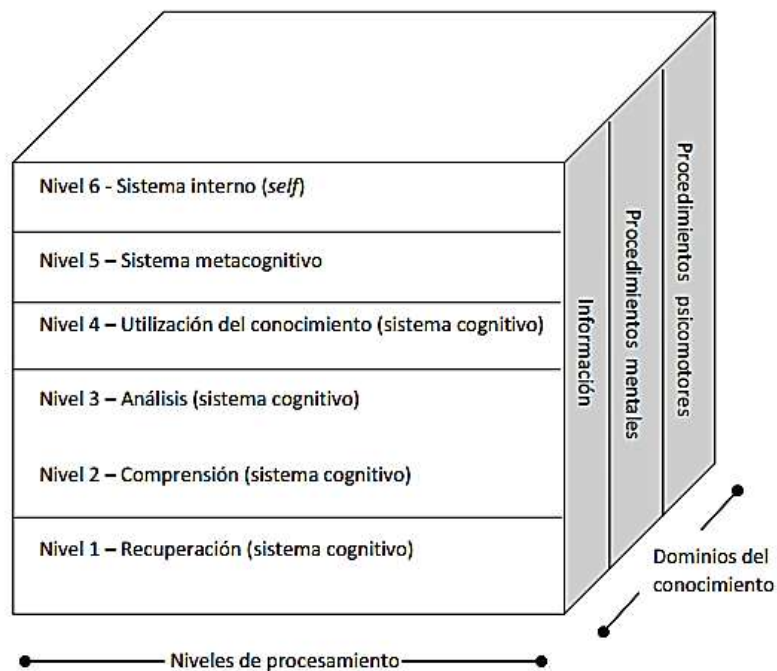 Nivel 6 - Sistema interno (self)
Nivel 5 – Sistema metacognitivo
Nivel 4 – Utilización del conocimiento (sistema cognitivo)
Nivel 3 – Análisis (sistema cognitivo)
Nivel 2 – Comprensión (sistema cognitivo)
Nivel 1 – Recuperación (sistema cognitivo)
Información
Procedimientos mentales
Procedimientos psicomotores
Dominios del
conocimiento
Niveles de procesamiento